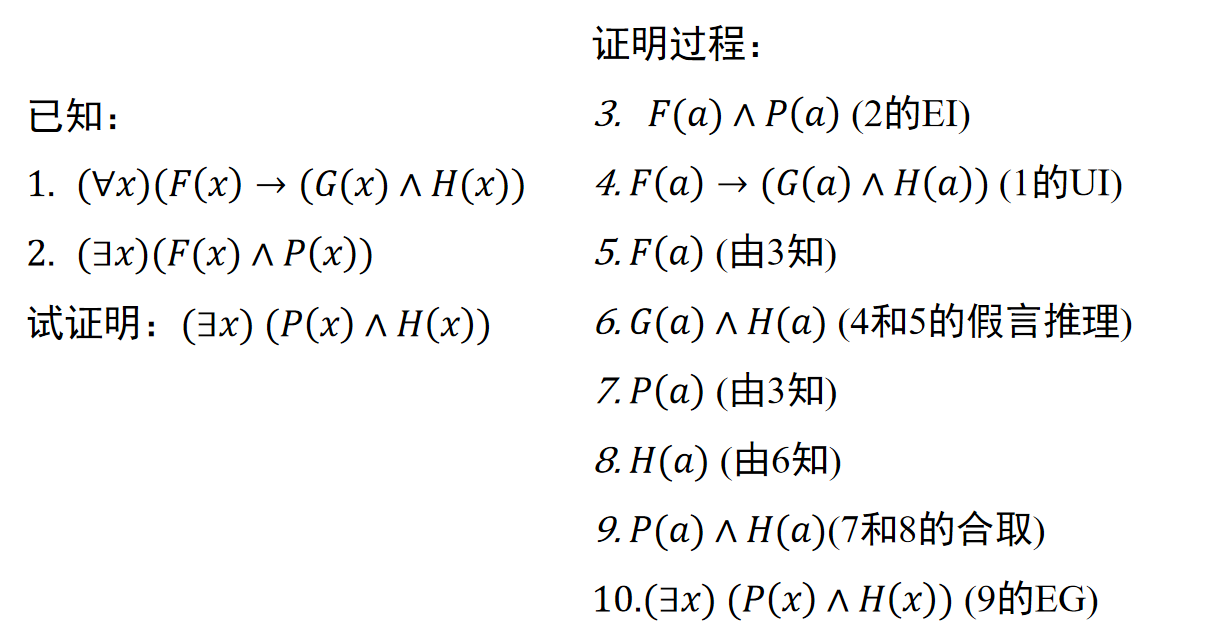 已知：
1. (∀x)(F(x) → (G(x) ∧ H(x))
2. (∃x)(F(x) ∧ P(x))
试证明：(∃x) (P(x) ∧ H(x))
证明过程：
3. F(a) ∧ P(a) (2的EI)
4. F(a) → (G(a) ∧ H(a)) (1的UI)
5. F(a) (由3知)
6. G(a) ∧ H(a) (4和5的假言推理)
7. P(a) (由3知)
8. H(a) (由6知)
9. P(a) ∧ H(a)(7和8的合取)
10.(∃x) (P(x) ∧ H(x)) (9的EG)